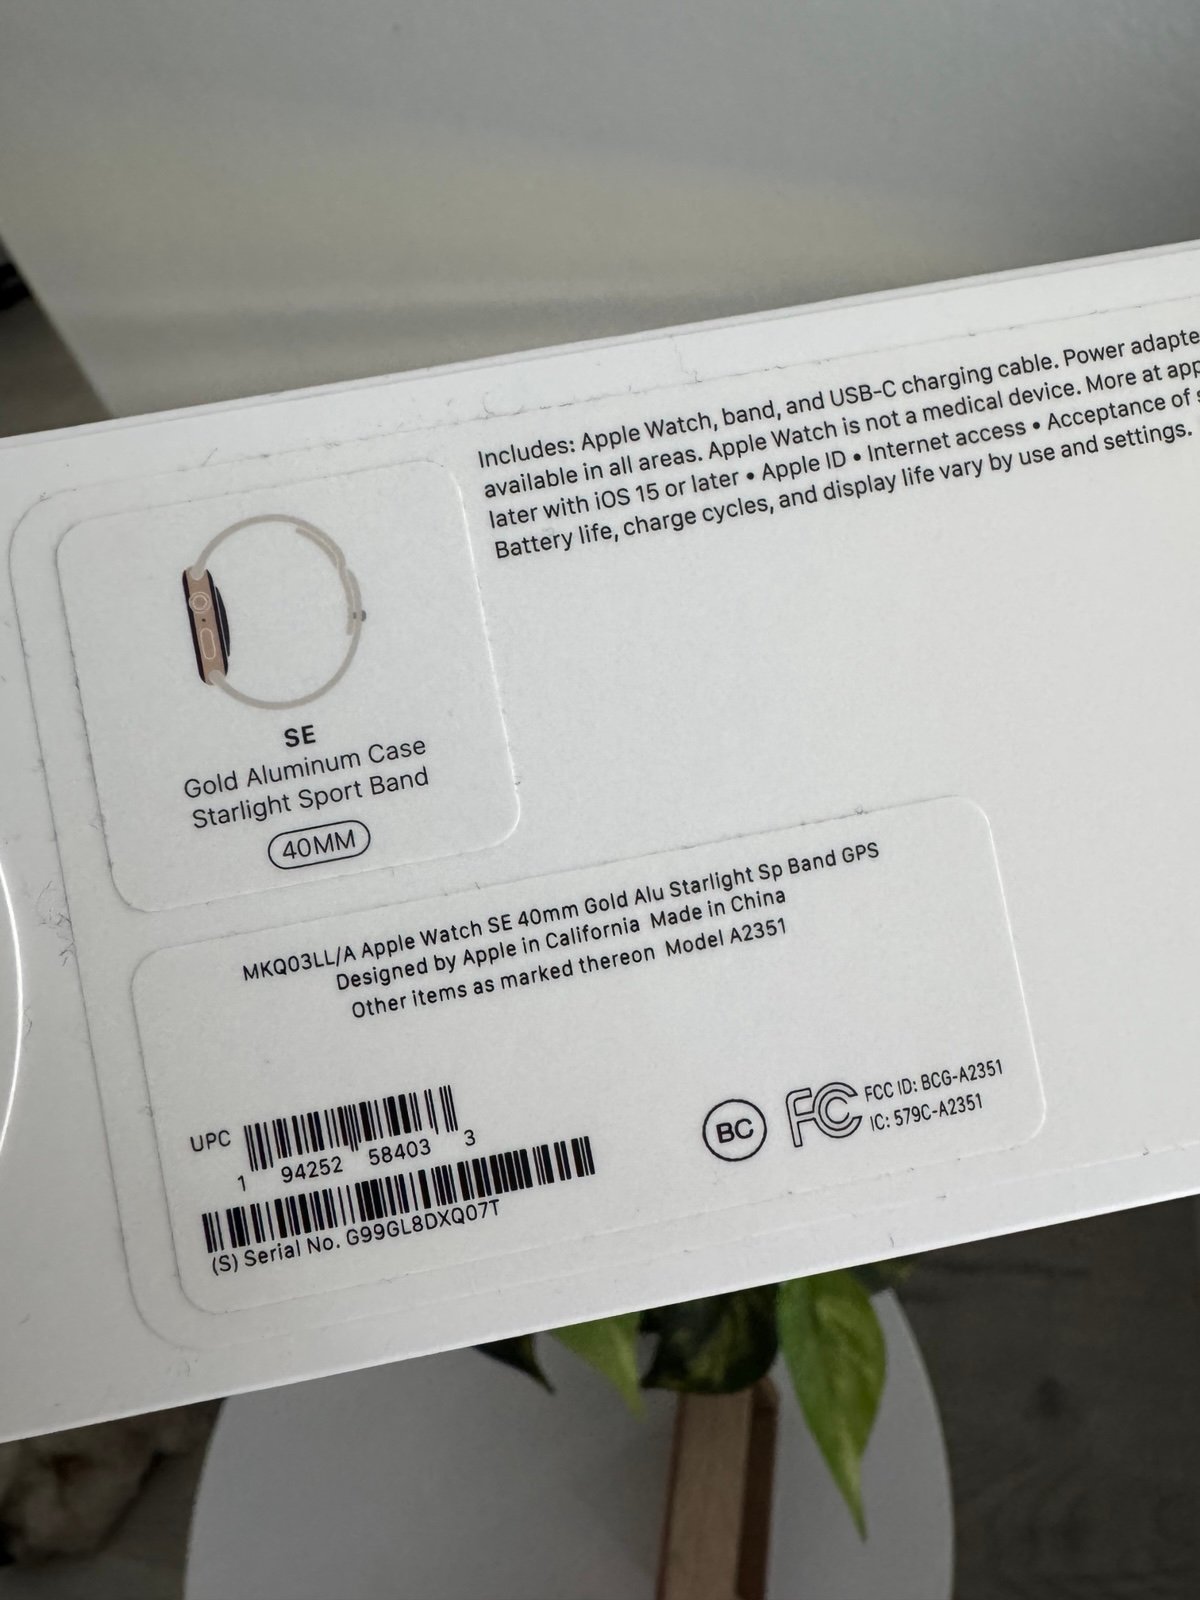 Includes: Apple Watch, band, and USB-C charging cable. Power adapte
available in all areas. Apple Watch is not a medical device. More at app
later with iOS 15 or later • Apple ID • Internet access • Acceptance of s
Battery life, charge cycles, and display life vary by use and settings.
SE
Gold Aluminum Case
Starlight Sport Band
40MM
MKQ03LL/A Apple Watch SE 40mm Gold Alu Starlight Sp Band GPS
Designed by Apple in California Made in China
Other items as marked thereon Model A2351
UPC
1 94252 58403 3
(S) Serial No. G99GL8DXQ07T
BC
FC
FCC ID: BCG-A2351
IC: 579C-A2351